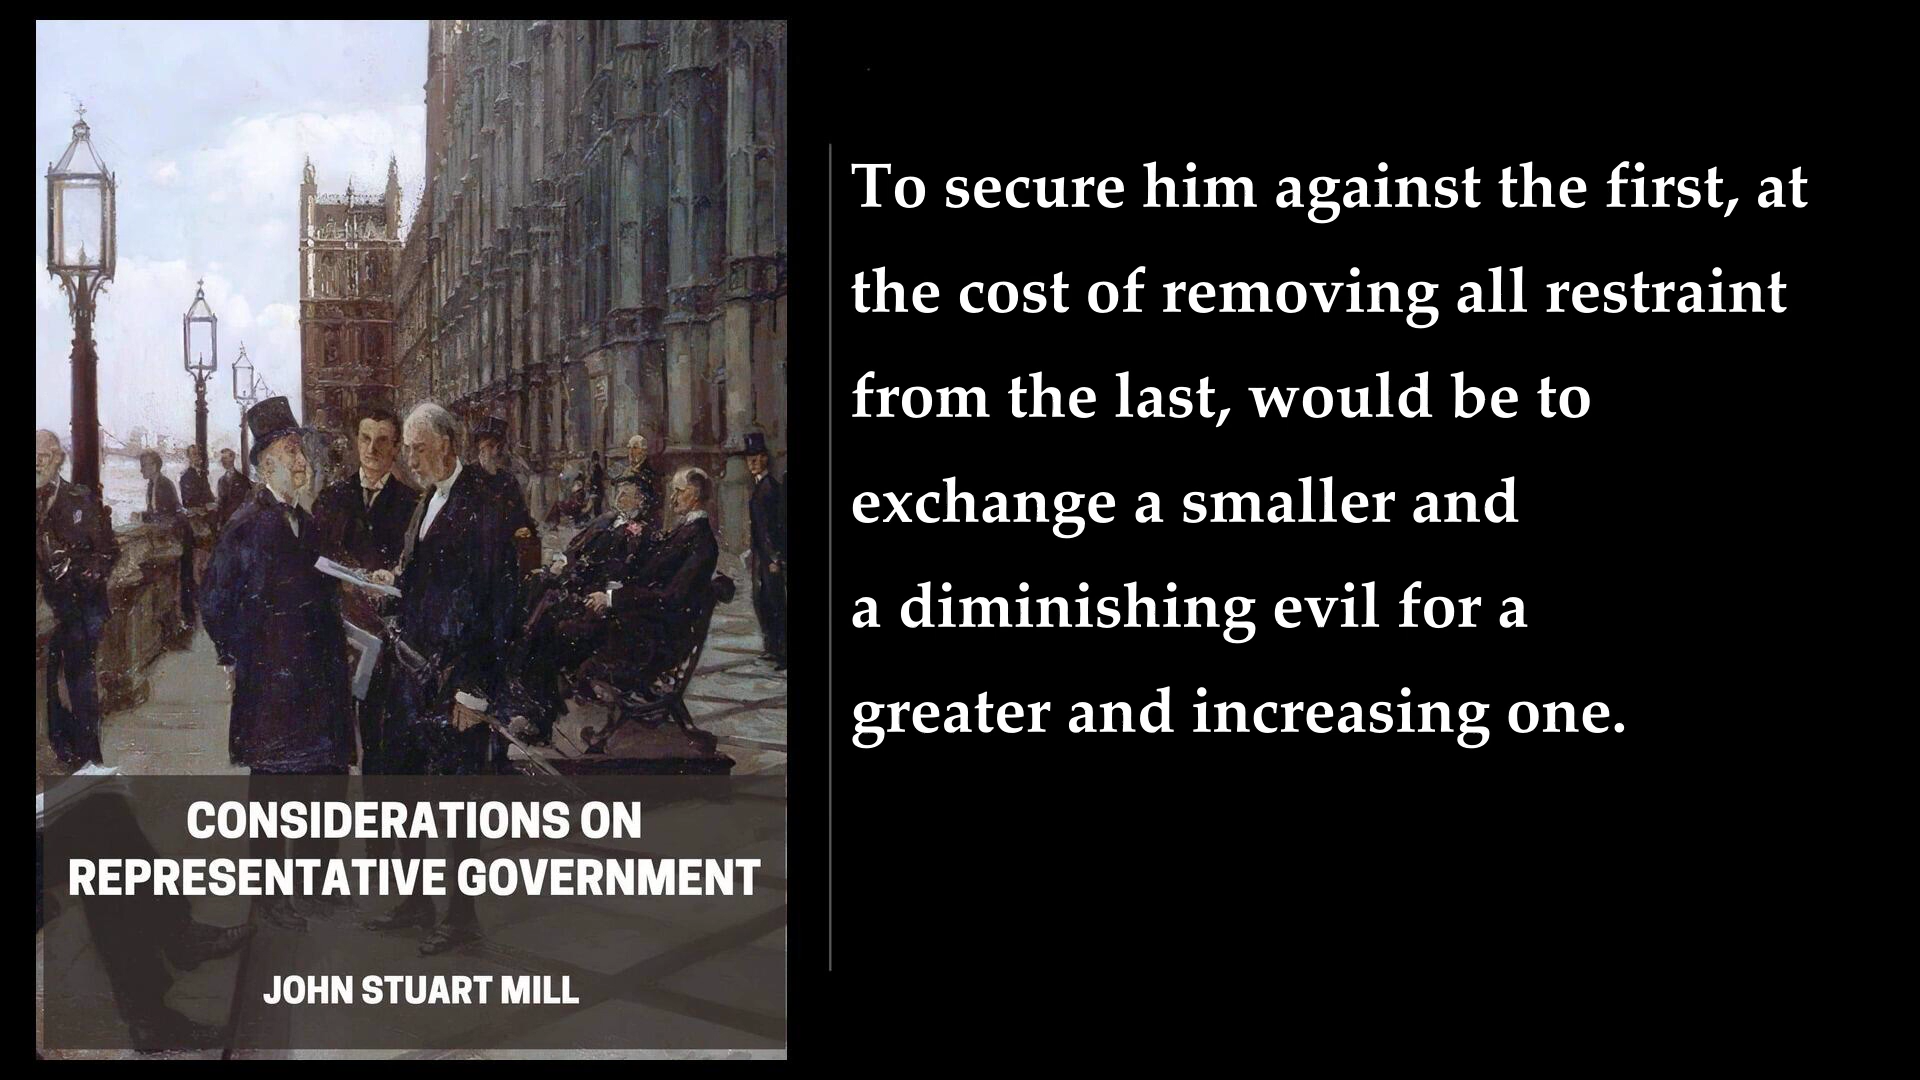 To secure him against the first, at
the cost of removing all restraint
from the last, would be to
exchange a smaller and
a diminishing evil for a
greater and increasing one.
CONSIDERATIONS ON
REPRESENTATIVE GOVERNMENT
JOHN STUART MILL